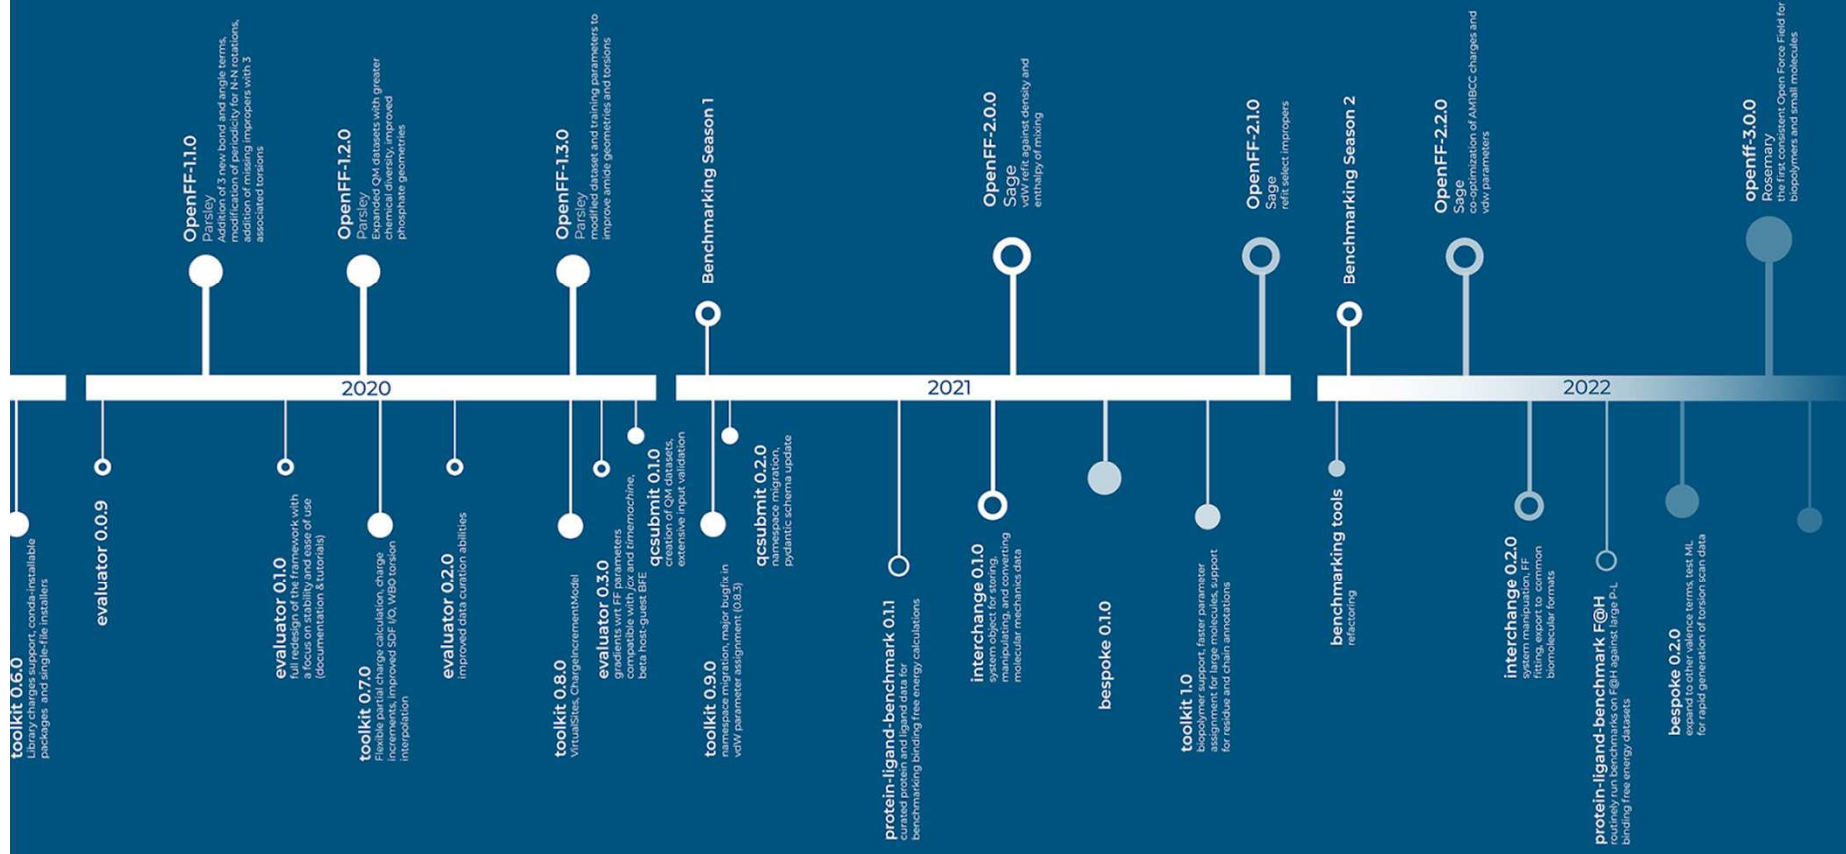 OpenFF-1.1.0
Parsley
Addition of 3 new bond and angle terms,
modification of periodicity for N-N rotations,
addition of missing impropers with 3
associated torsions
OpenFF-1.2.0
Parsley
Expanded QM datasets with greater
chemical diversity, improved
phosphate geometries
OpenFF-1.3.0
Parsley
modified dataset and training parameters to
improve amide geometries and torsions
Benchmarking Season 1
OpenFF-2.0.0
Sage
vdW refit against density and
enthalpy of mixing
OpenFF-2.1.0
Sage
refit select impropers
Benchmarking Season 2
OpenFF-2.2.0
Sage
co-optimization of AM1BCC charges and
vdw parameters
openff-3.0.0
Rosemary
the first consistent Open Force Field for
biopolymers and small molecules
2020
2021
2022
toolkit 0.6.0
Library charges support, conda-installable
packages and single-file installers
evaluator 0.0.9
evaluator 0.1.0
full redesign of the framework with
a focus on stability and ease of use
(documentation & tutorials)
toolkit 0.7.0
Flexible partial charge calculation, charge
increments, improved SDF I/O, WBO torsion
interpolation
evaluator 0.2.0
improved data curation abilities
toolkit 0.8.0
VirtualSites, ChargeIncrementModel
evaluator 0.3.0
gradients wrt FF parameters
compatible with jax and timemachine,
beta host-guest BFE
qcsubmit 0.1.0
creation of QM datasets,
extensive input validation
toolkit 0.9.0
namespace migration, major bugfix in
vdW parameter assignment (0.8.3)
qcsubmit 0.2.0
namespace migration,
pydantic schema update
protein-ligand-benchmark 0.1.1
curated protein and ligand data for
benchmarking binding free energy calculations
interchange 0.1.0
system object for storing,
manipulating, and converting
molecular mechanics data
bespoke 0.1.0
toolkit 1.0
biopolymer support, faster parameter
assignment for large molecules, support
for residue and chain annotations
benchmarking tools
refactoring
interchange 0.2.0
system manipuation, FF
fitting, export to common
biomolecular formats
protein-ligand-benchmark F@H
routinely run benchmarks on F@H against large P-L
binding free energy datasets
bespoke 0.2.0
expand to other valence terms, test ML
for rapid generation of torsion scan data